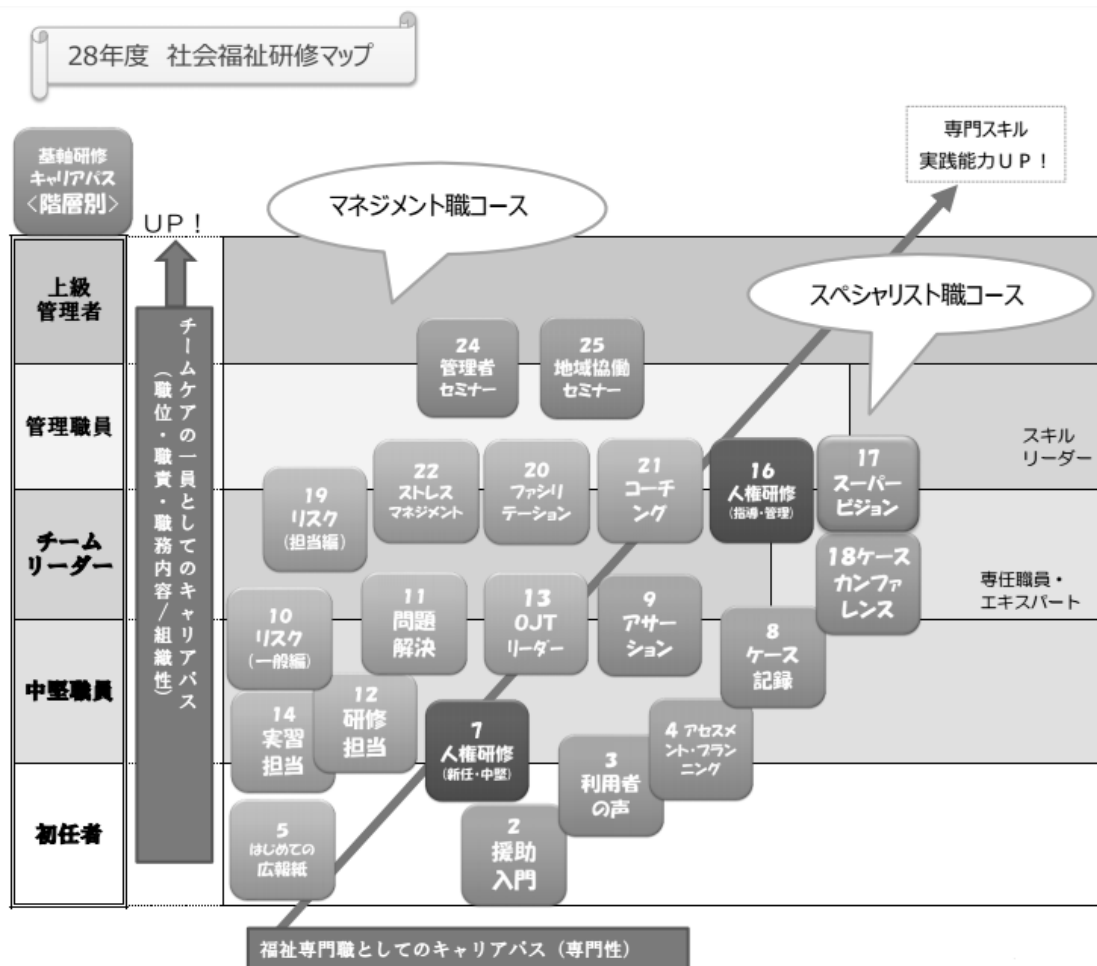 28年度 社会福祉研修マップ
専門スキル
実践能力UP！
基軸研修
キャリアパス
<階層別>
UP！
マネジメント職コース
スペシャリスト職コース
上級
管理者
管理職員
チーム
リーダー
中堅職員
初任者
チームケアの一員としてのキャリアパス
（職位・職責・職務内容/組織性）
24
管理者
セミナー
25
地域協働
セミナー
スキル
リーダー
19
リスク
(担当編)
22
ストレス
マネジメント
20
ファシリ
テーション
21
コーチ
ング
16
人権研修
(指導・管理)
17
スーパー
ビジョン
18ケース
カンファ
レンス
専任職員・
エキスパート
10
リスク
(一般編)
11
問題
解決
13
OJT
リーダー
9
アサー
ション
8
ケース
記録
14
実習
担当
12
研修
担当
7
人権研修
(新任・中堅)
3
利用者
の声
4 アセスメ
ント・プラン
ニング
5
はじめての
広報紙
2
援助
入門
福祉専門職としてのキャリアパス（専門性）